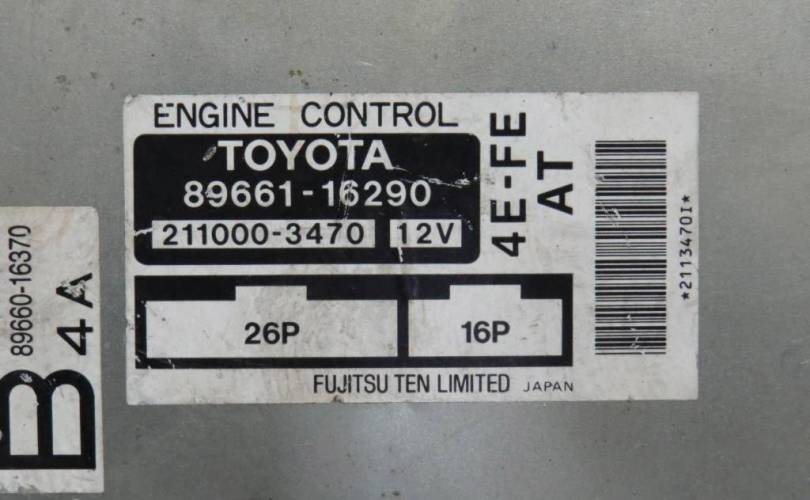 ENGINE CONTROL
TOYOTA
89661-16290
211000-3470 12V
4E-FE
AT
26P
16P
FUJITSU TEN LIMITED JAPAN
*21134701*
89660-16370
4A
B